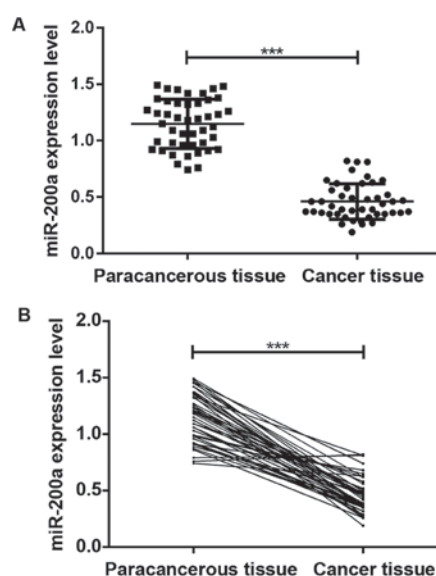 A
2.0
***
1.5
1.0
0.5
0.0
miR-200a expression level
Paracancerous tissue Cancer tissue
B
2.0
***
1.5
1.0
0.5
0.0
miR-200a expression level
Paracancerous tissue Cancer tissue